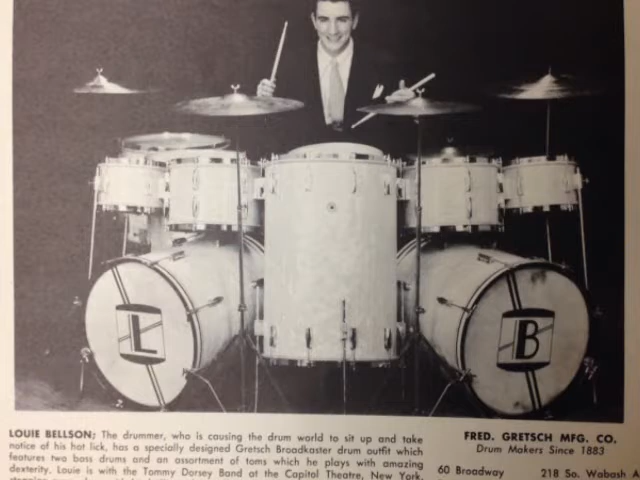 L
B
LOUIE BELLSON; The drummer, who is causing the drum world to sit up and take
notice of his hot lick, has a specially designed Gretsch Broadkaster drum outfit which
features two bass drums and an assortment of toms which he plays with amazing
dexterity. Louie is with the Tommy Dorsey Band at the Capitol Theatre, New York,
FRED. GRETSCH MFG. CO.
Drum Makers Since 1883
60 Broadway 218 So. Wabash A